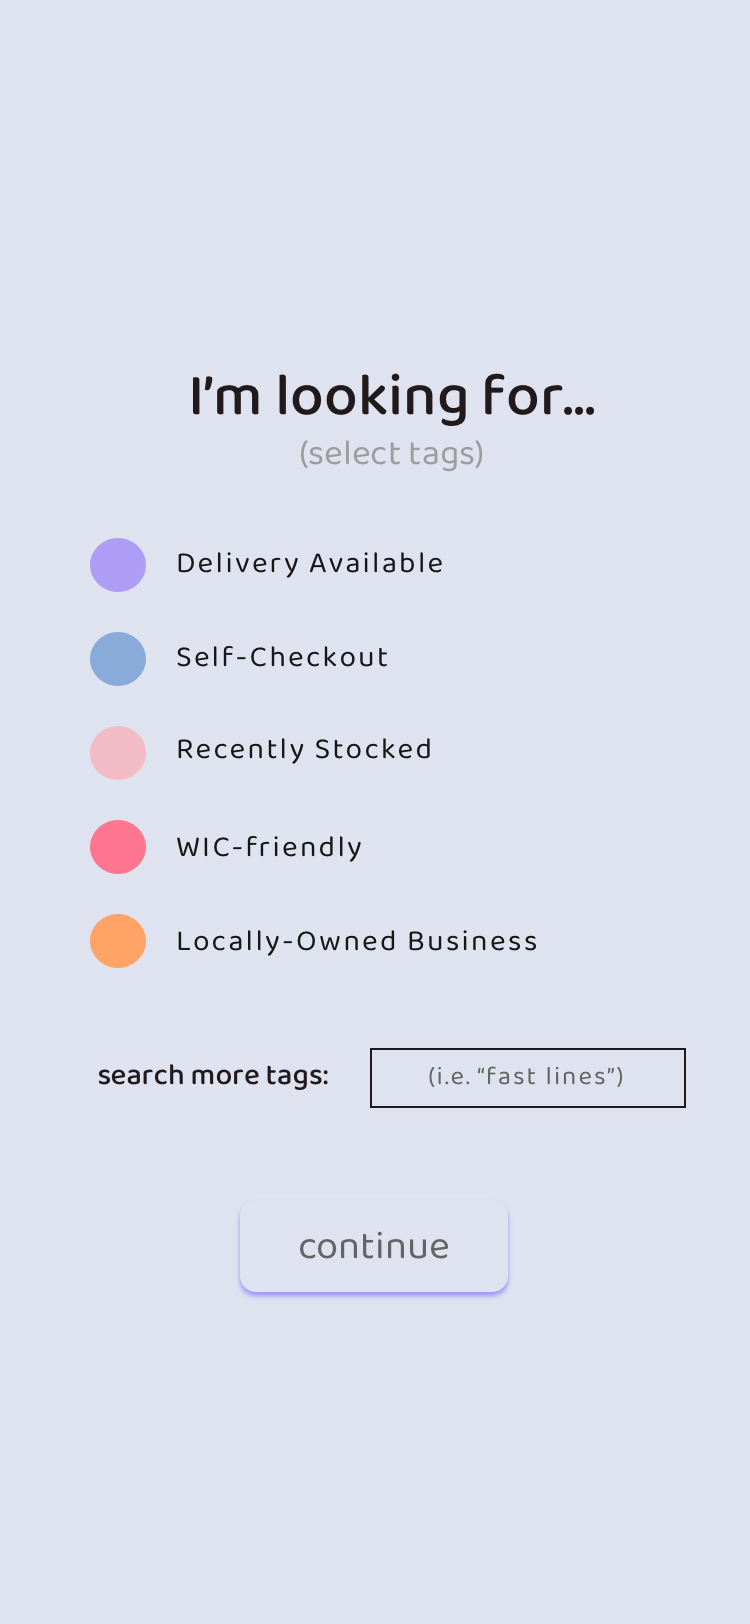 I’m looking for...
(select tags)
Delivery Available
Self-Checkout
Recently Stocked
WIC-friendly
Locally-Owned Business
search more tags: (i.e. “fast lines”)
continue